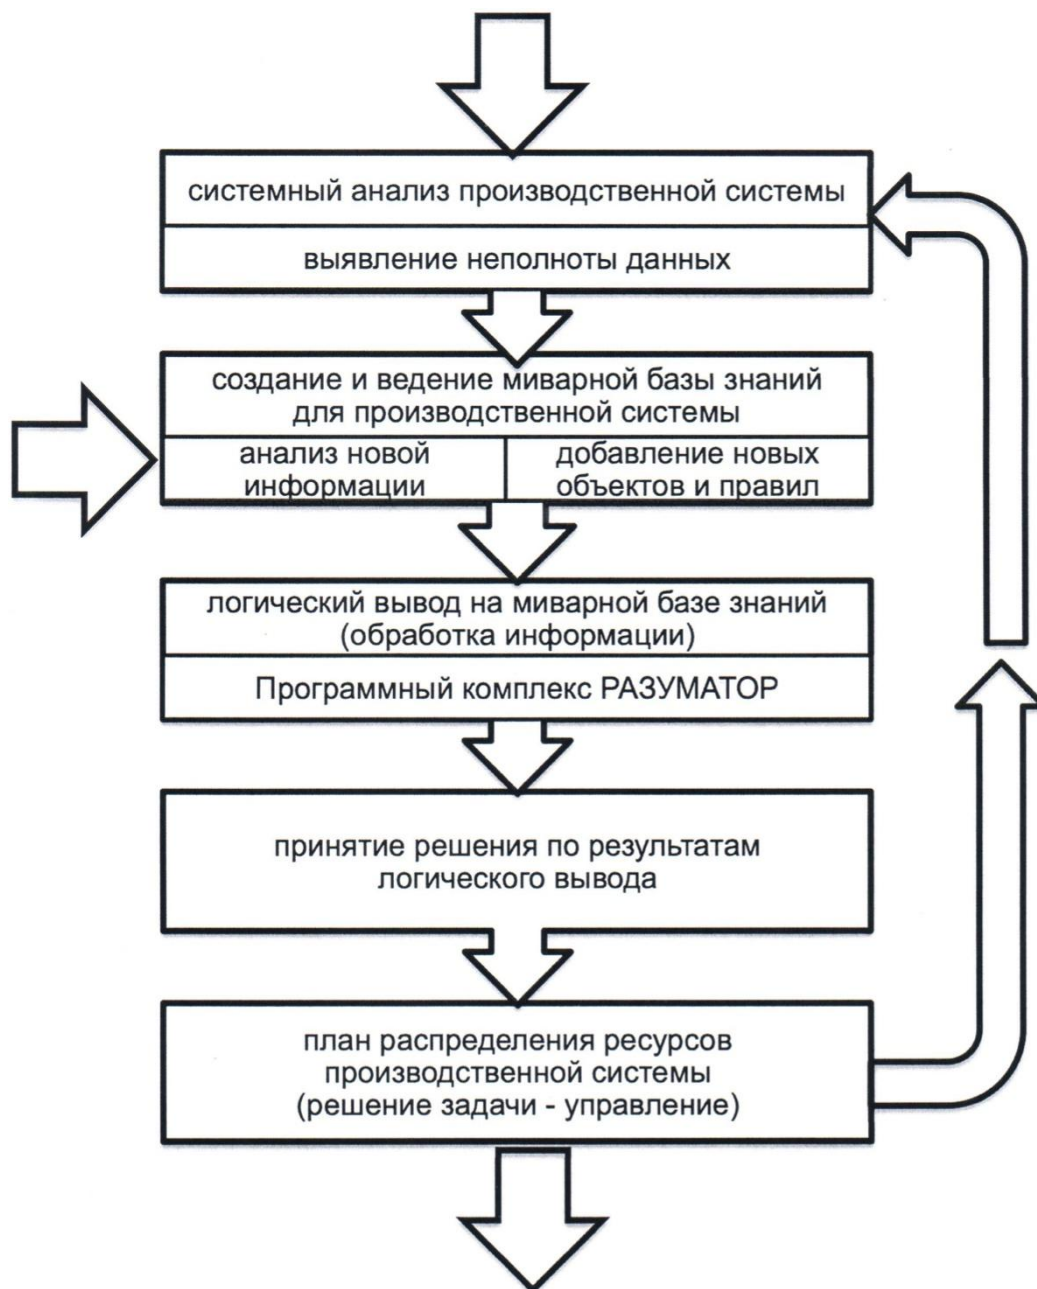 системный анализ производственной системы
выявление неполноты данных
создание и ведение миварной базы знаний
для производственной системы
анализ новой
информации
добавление новых
объектов и правил
логический вывод на миварной базе знаний
(обработка информации)
Программный комплекс РАЗУМАТОР
принятие решения по результатам
логического вывода
план распределения ресурсов
производственной системы
(решение задачи - управление)